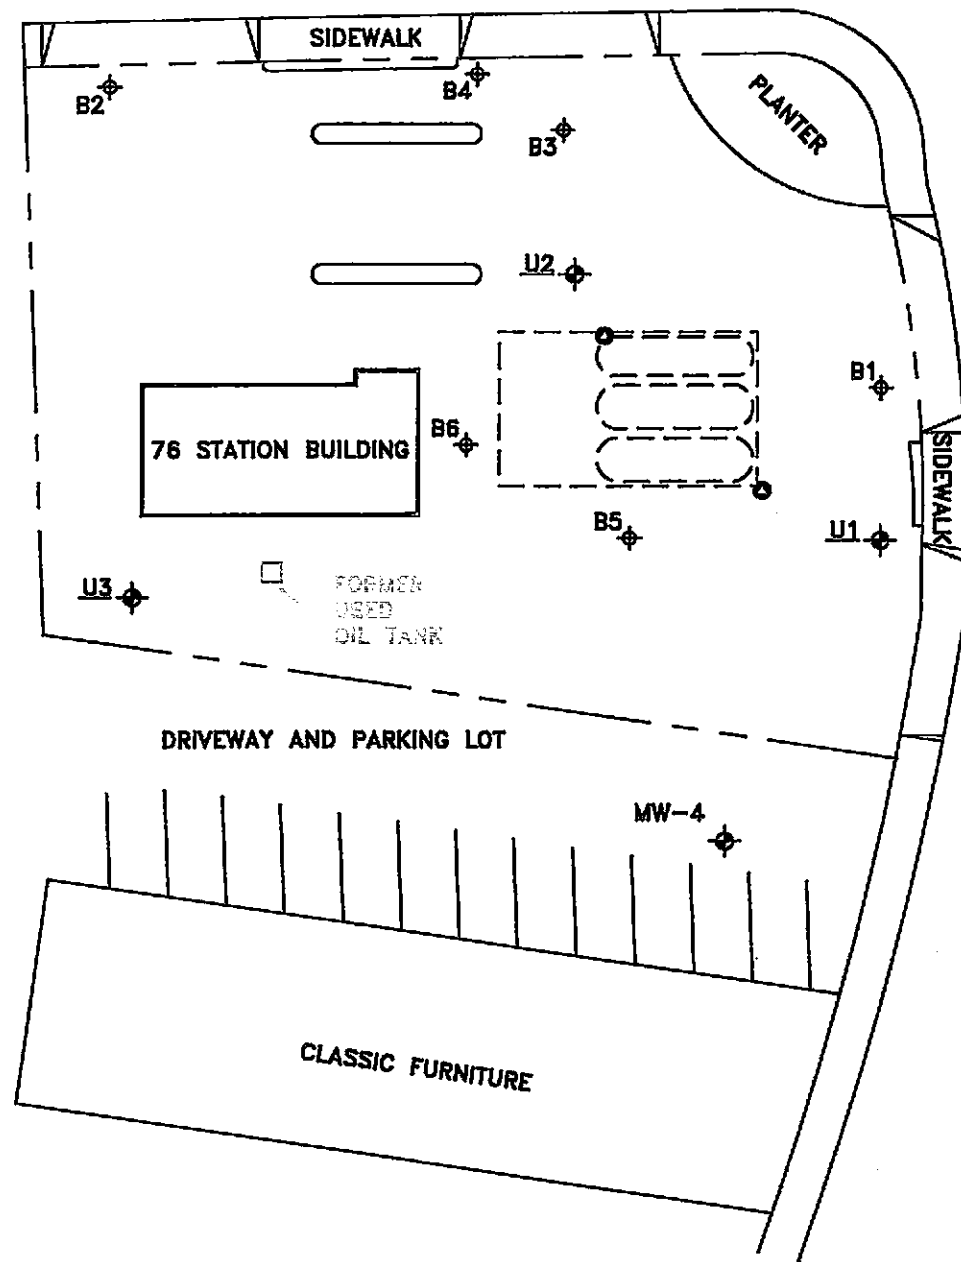 SIDEWALK
B2
B4
B3
PLANTER
U2
B1
76 STATION BUILDING
B6
SIDEWALK
B5
U1
U3
FORMER
USED
OIL TANK
DRIVEWAY AND PARKING LOT
MW-4
CLASSIC FURNITURE